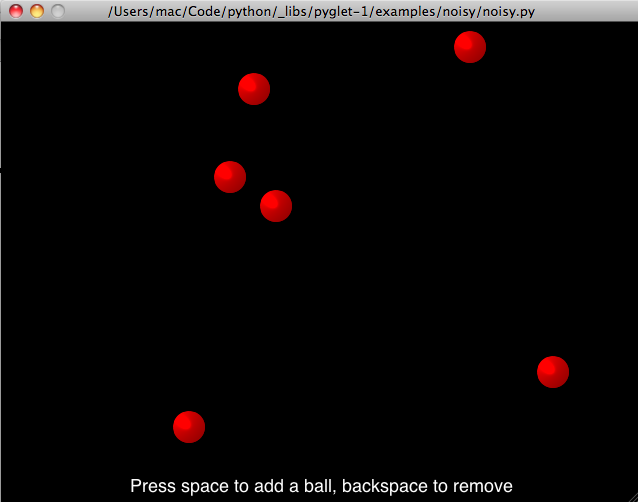 /Users/mac/Code/python/_libs/pyglet-1/examples/noisy/noisy.py
Press space to add a ball, backspace to remove